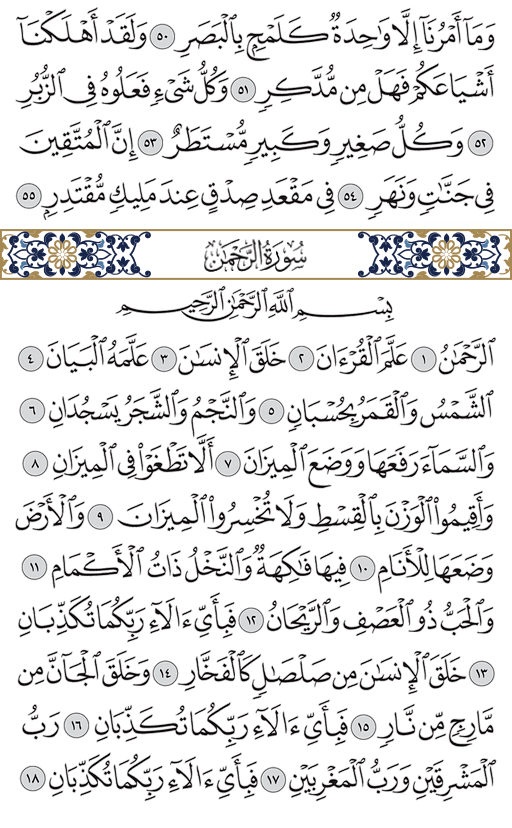 وَمَآ أَمْرُنَآ إِلَّا وَٰحِدَةٌ كَلَمْحٍۭ بِٱلْبَصَرِ ٥٠ وَلَقَدْ أَهْلَكْنَآ
أَشْيَاعَكُمْ فَهَلْ مِن مُّدَّكِرٍ ٥١ وَكُلُّ شَىْءٍ فَعَلُوهُ فِى ٱلزُّبُرِ
٥٢ وَكُلُّ صَغِيرٍ وَكَبِيرٍ مُّسْتَطَرٌ ٥٣ إِنَّ ٱلْمُتَّقِينَ
فِى جَنَّٰتٍ وَنَهَرٍ ٥٤ فِى مَقْعَدِ صِدْقٍ عِندَ مَلِيكٍ مُّقْتَدِرٍۭ ٥٥
سُورَةُ الرَّحْمٰن
بِسْمِ ٱللَّهِ ٱلرَّحْمَٰنِ ٱلرَّحِيمِ
ٱلرَّحْمَٰنُ ١ عَلَّمَ ٱلْقُرْءَانَ ٢ خَلَقَ ٱلْإِنسَٰنَ ٣ عَلَّمَهُ ٱلْبَيَانَ ٤
ٱلشَّمْسُ وَٱلْقَمَرُ بِحُسْبَانٍ ٥ وَٱلنَّجْمُ وَٱلشَّجَرُ يَسْجُدَانِ ٦
وَٱلسَّمَآءَ رَفَعَهَا وَوَضَعَ ٱلْمِيزَانَ ٧ أَلَّا تَطْغَوْا۟ فِى ٱلْمِيزَانِ ٨
وَأَقِيمُوا۟ ٱلْوَزْنَ بِٱلْقِسْطِ وَلَا تُخْسِرُوا۟ ٱلْمِيزَانَ ٩ وَٱلْأَرْضَ
وَضَعَهَا لِلْأَنَامِ ١٠ فِيهَا فَٰكِهَةٌ وَٱلنَّخْلُ ذَاتُ ٱلْأَكْمَامِ ١١
وَٱلْحَبُّ ذُو ٱلْعَصْفِ وَٱلرَّيْحَانُ ١٢ فَبِأَىِّ ءَالَآءِ رَبِّكُمَا تُكَذِّبَانِ
١٣ خَلَقَ ٱلْإِنسَٰنَ مِن صَلْصَٰلٍ كَٱلْفَخَّارِ ١٤ وَخَلَقَ ٱلْجَآنَّ مِن
مَّارِجٍ مِّن نَّارٍ ١٥ فَبِأَىِّ ءَالَآءِ رَبِّكُمَا تُكَذِّبَانِ ١٦ رَبُّ
ٱلْمَشْرِقَيْنِ وَرَبُّ ٱلْمَغْرِبَيْنِ ١٧ فَبِأَىِّ ءَالَآءِ رَبِّكُمَا تُكَذِّبَانِ ١٨